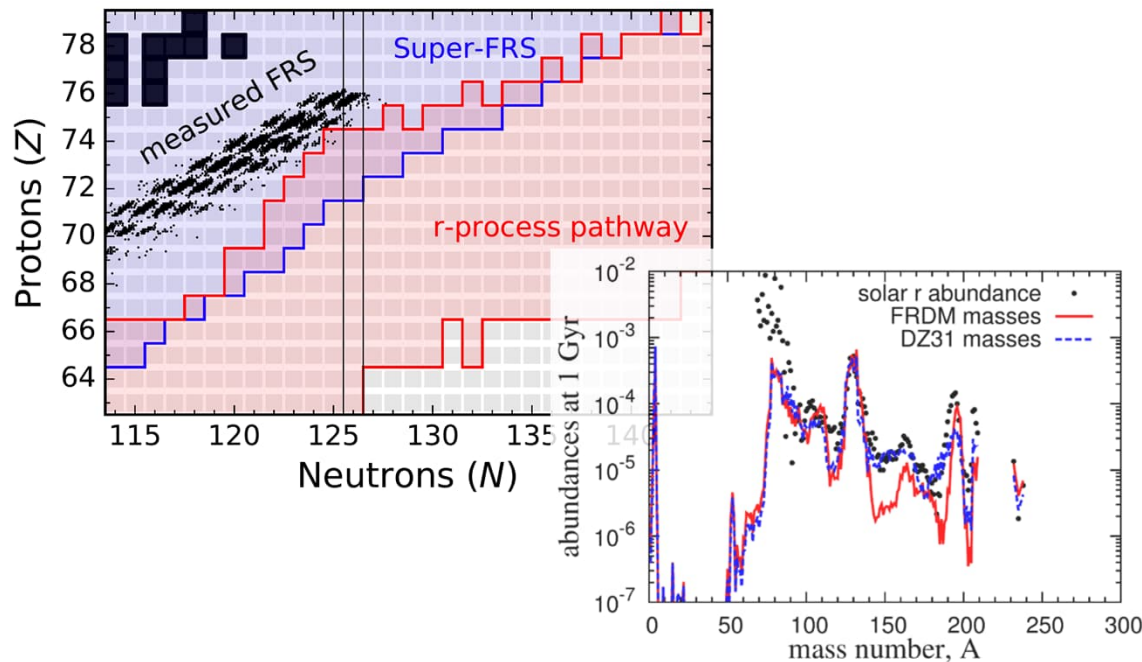 78
76
74
72
70
68
66
64
Protons (Z)
measured FRS
Super-FRS
r-process pathway
115 120 125 130 135 140
Neutrons (N)
10⁻²
10⁻³
10⁻⁴
10⁻⁵
10⁻⁶
10⁻⁷
abundances at 1 Gyr
solar r abundance
FRDM masses
DZ31 masses
0 50 100 150 200 250 300
mass number, A